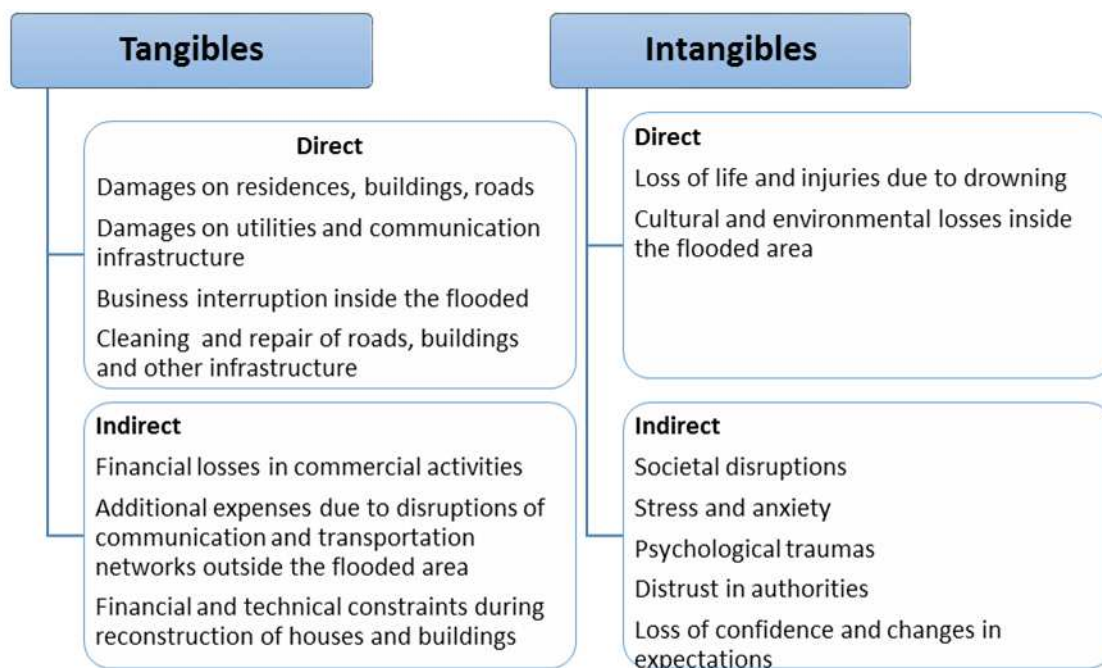 Tangibles
Direct
Damages on residences, buildings, roads
Damages on utilities and communication
infrastructure
Business interruption inside the flooded
Cleaning and repair of roads, buildings
and other infrastructure
Indirect
Financial losses in commercial activities
Additional expenses due to disruptions of
communication and transportation
networks outside the flooded area
Financial and technical constraints during
reconstruction of houses and buildings
Intangibles
Direct
Loss of life and injuries due to drowning
Cultural and environmental losses inside
the flooded area
Indirect
Societal disruptions
Stress and anxiety
Psychological traumas
Distrust in authorities
Loss of confidence and changes in
expectations